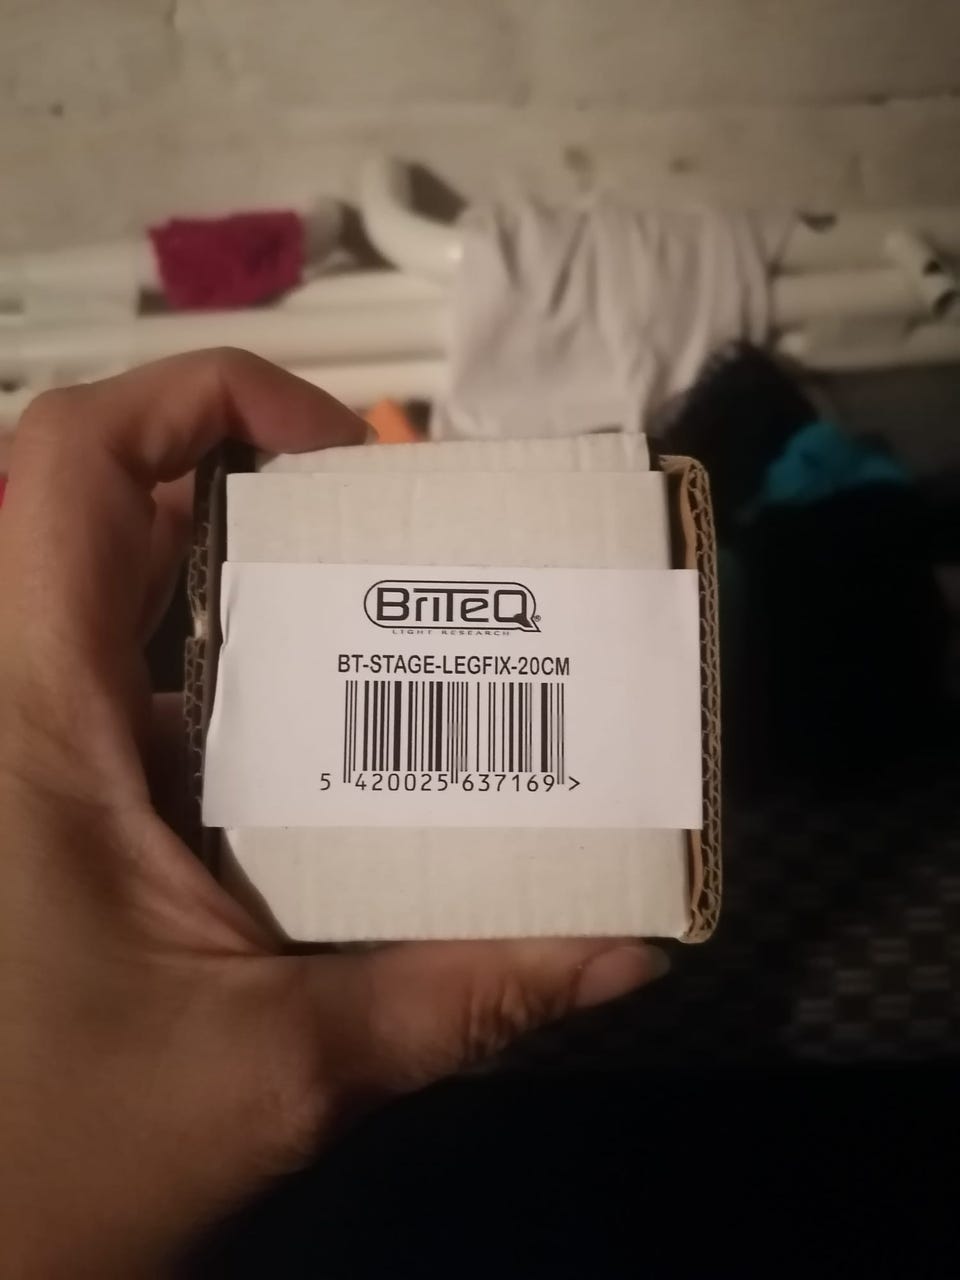 BriTeQ®
LIGHT RESEARCH
BT-STAGE-LEGFIX-20CM
5 420025 637169 >